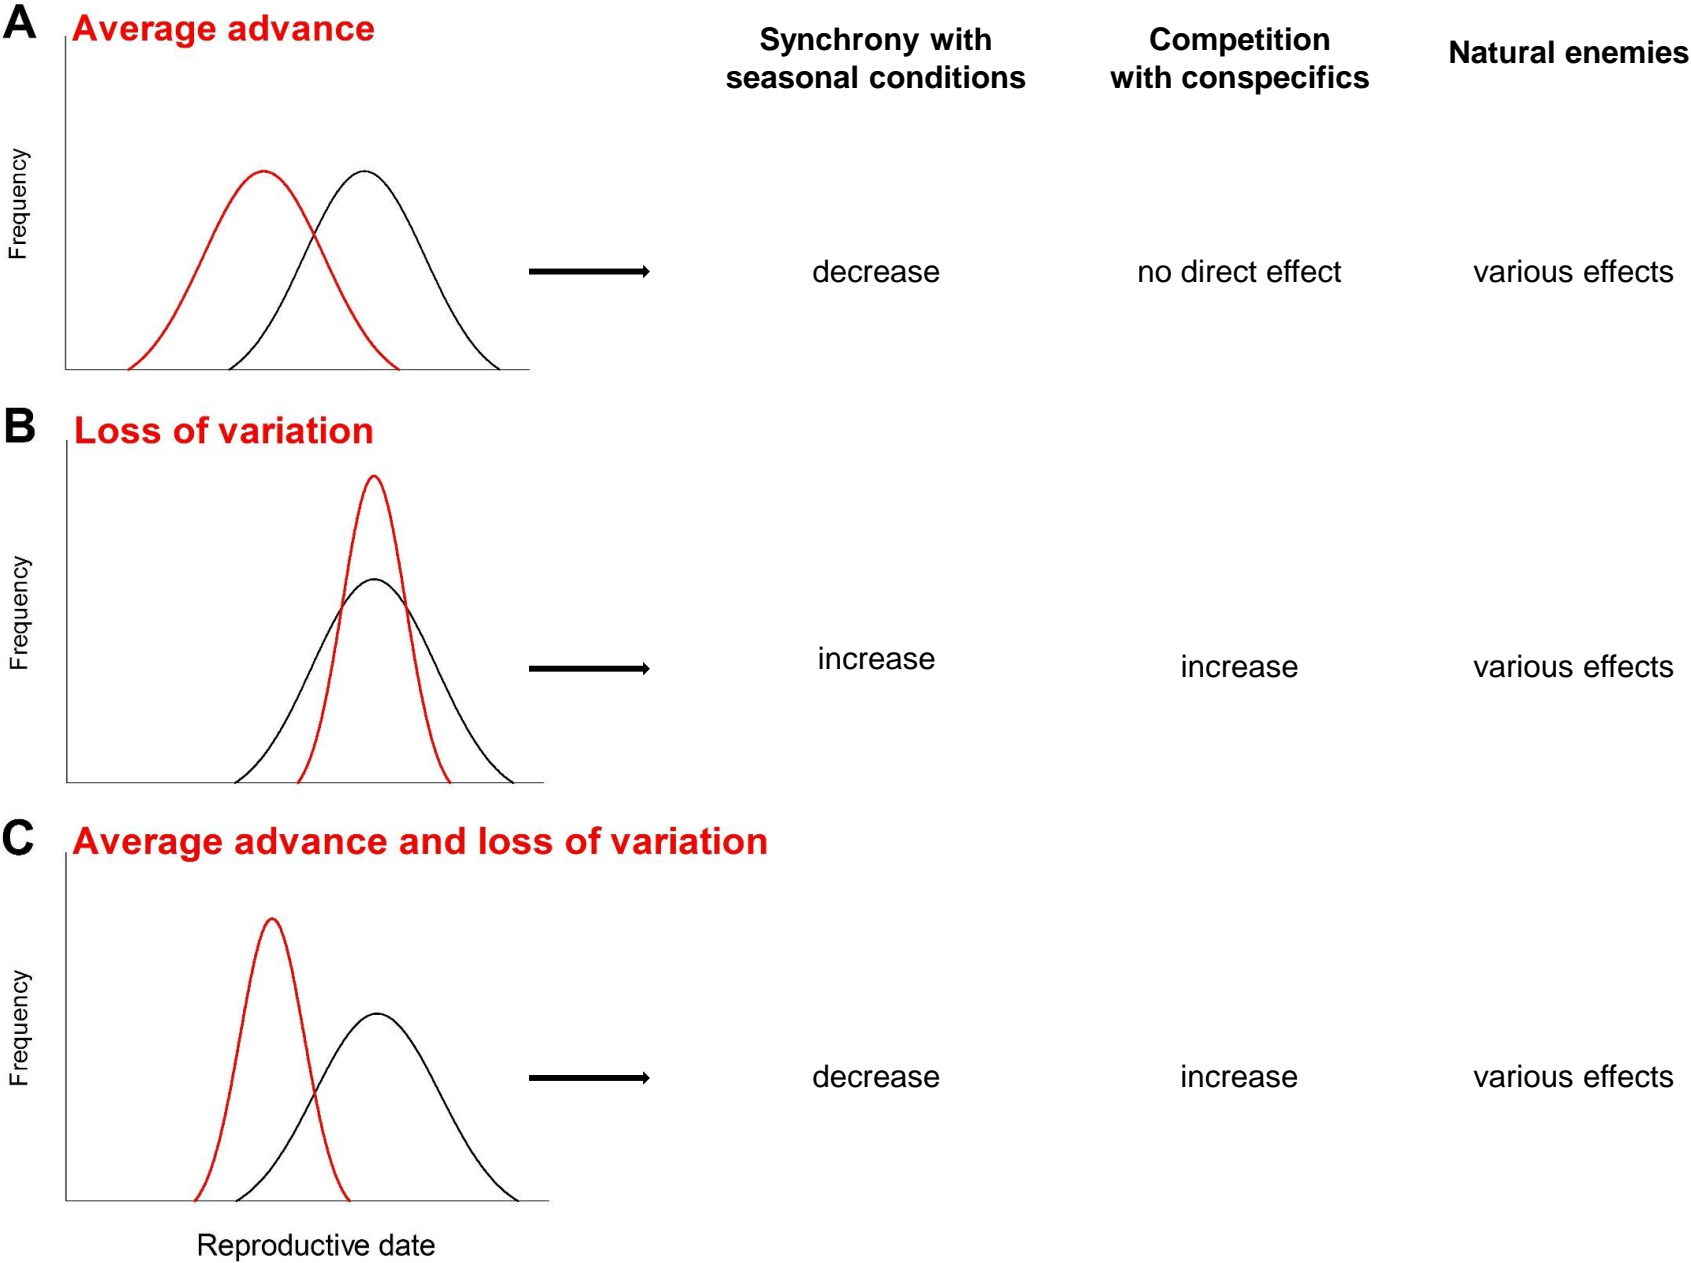 A Average advance
Synchrony with
seasonal conditions
Competition
with conspecifics
Natural enemies
Frequency
decrease
no direct effect
various effects
B Loss of variation
Frequency
increase
increase
various effects
C Average advance and loss of variation
Frequency
decrease
increase
various effects
Reproductive date